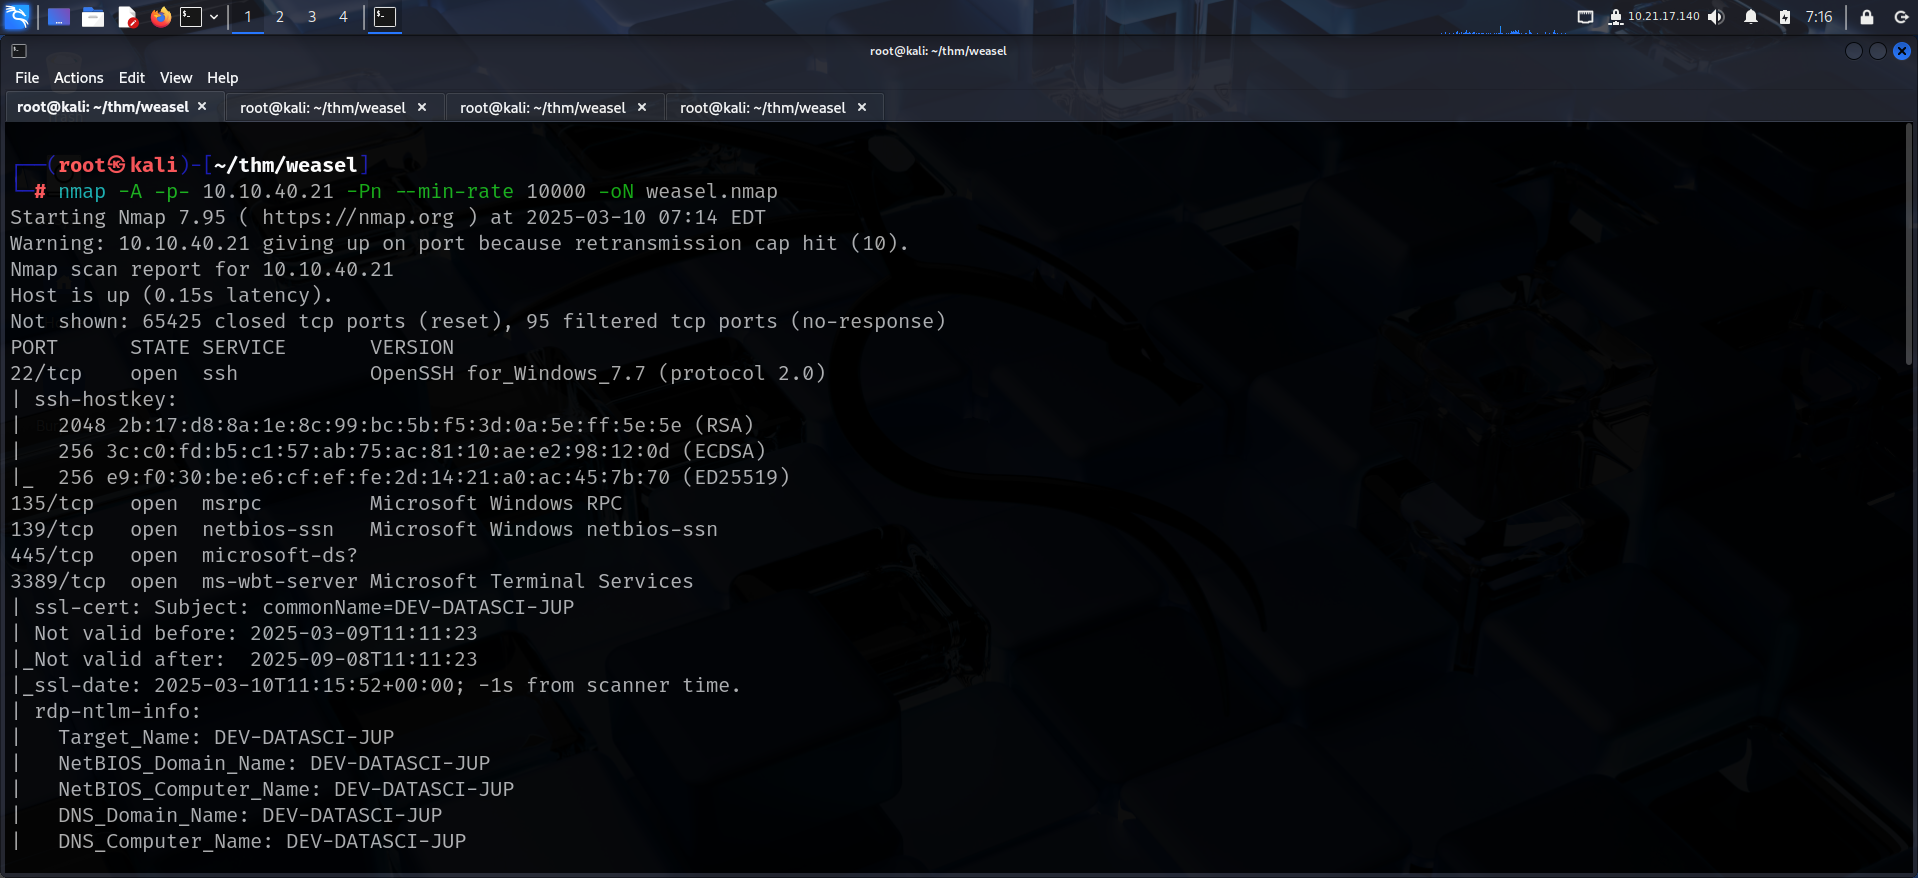 1 2 3 4
10.21.17.140 7:16
root@kali: ~/thm/weasel
File Actions Edit View Help
root@kali: ~/thm/weasel × root@kali: ~/thm/weasel × root@kali: ~/thm/weasel × root@kali: ~/thm/weasel ×
┌──(root㉿kali)-[~/thm/weasel]
└─# nmap -A -p- 10.10.40.21 -Pn --min-rate 10000 -oN weasel.nmap
Starting Nmap 7.95 ( https://nmap.org ) at 2025-03-10 07:14 EDT
Warning: 10.10.40.21 giving up on port because retransmission cap hit (10).
Nmap scan report for 10.10.40.21
Host is up (0.15s latency).
Not shown: 65425 closed tcp ports (reset), 95 filtered tcp ports (no-response)
PORT      STATE SERVICE       VERSION
22/tcp    open  ssh           OpenSSH for_Windows_7.7 (protocol 2.0)
| ssh-hostkey:
|   2048 2b:17:d8:8a:1e:8c:99:bc:5b:f5:3d:0a:5e:ff:5e:5e (RSA)
|   256 3c:c0:fd:b5:c1:57:ab:75:ac:81:10:ae:e2:98:12:0d (ECDSA)
|_  256 e9:f0:30:be:e6:cf:ef:fe:2d:14:21:a0:ac:45:7b:70 (ED25519)
135/tcp   open  msrpc         Microsoft Windows RPC
139/tcp   open  netbios-ssn   Microsoft Windows netbios-ssn
445/tcp   open  microsoft-ds?
3389/tcp  open  ms-wbt-server Microsoft Terminal Services
| ssl-cert: Subject: commonName=DEV-DATASCI-JUP
| Not valid before: 2025-03-09T11:11:23
|_Not valid after:  2025-09-08T11:11:23
|_ssl-date: 2025-03-10T11:15:52+00:00; -1s from scanner time.
| rdp-ntlm-info:
|   Target_Name: DEV-DATASCI-JUP
|   NetBIOS_Domain_Name: DEV-DATASCI-JUP
|   NetBIOS_Computer_Name: DEV-DATASCI-JUP
|   DNS_Domain_Name: DEV-DATASCI-JUP
|   DNS_Computer_Name: DEV-DATASCI-JUP